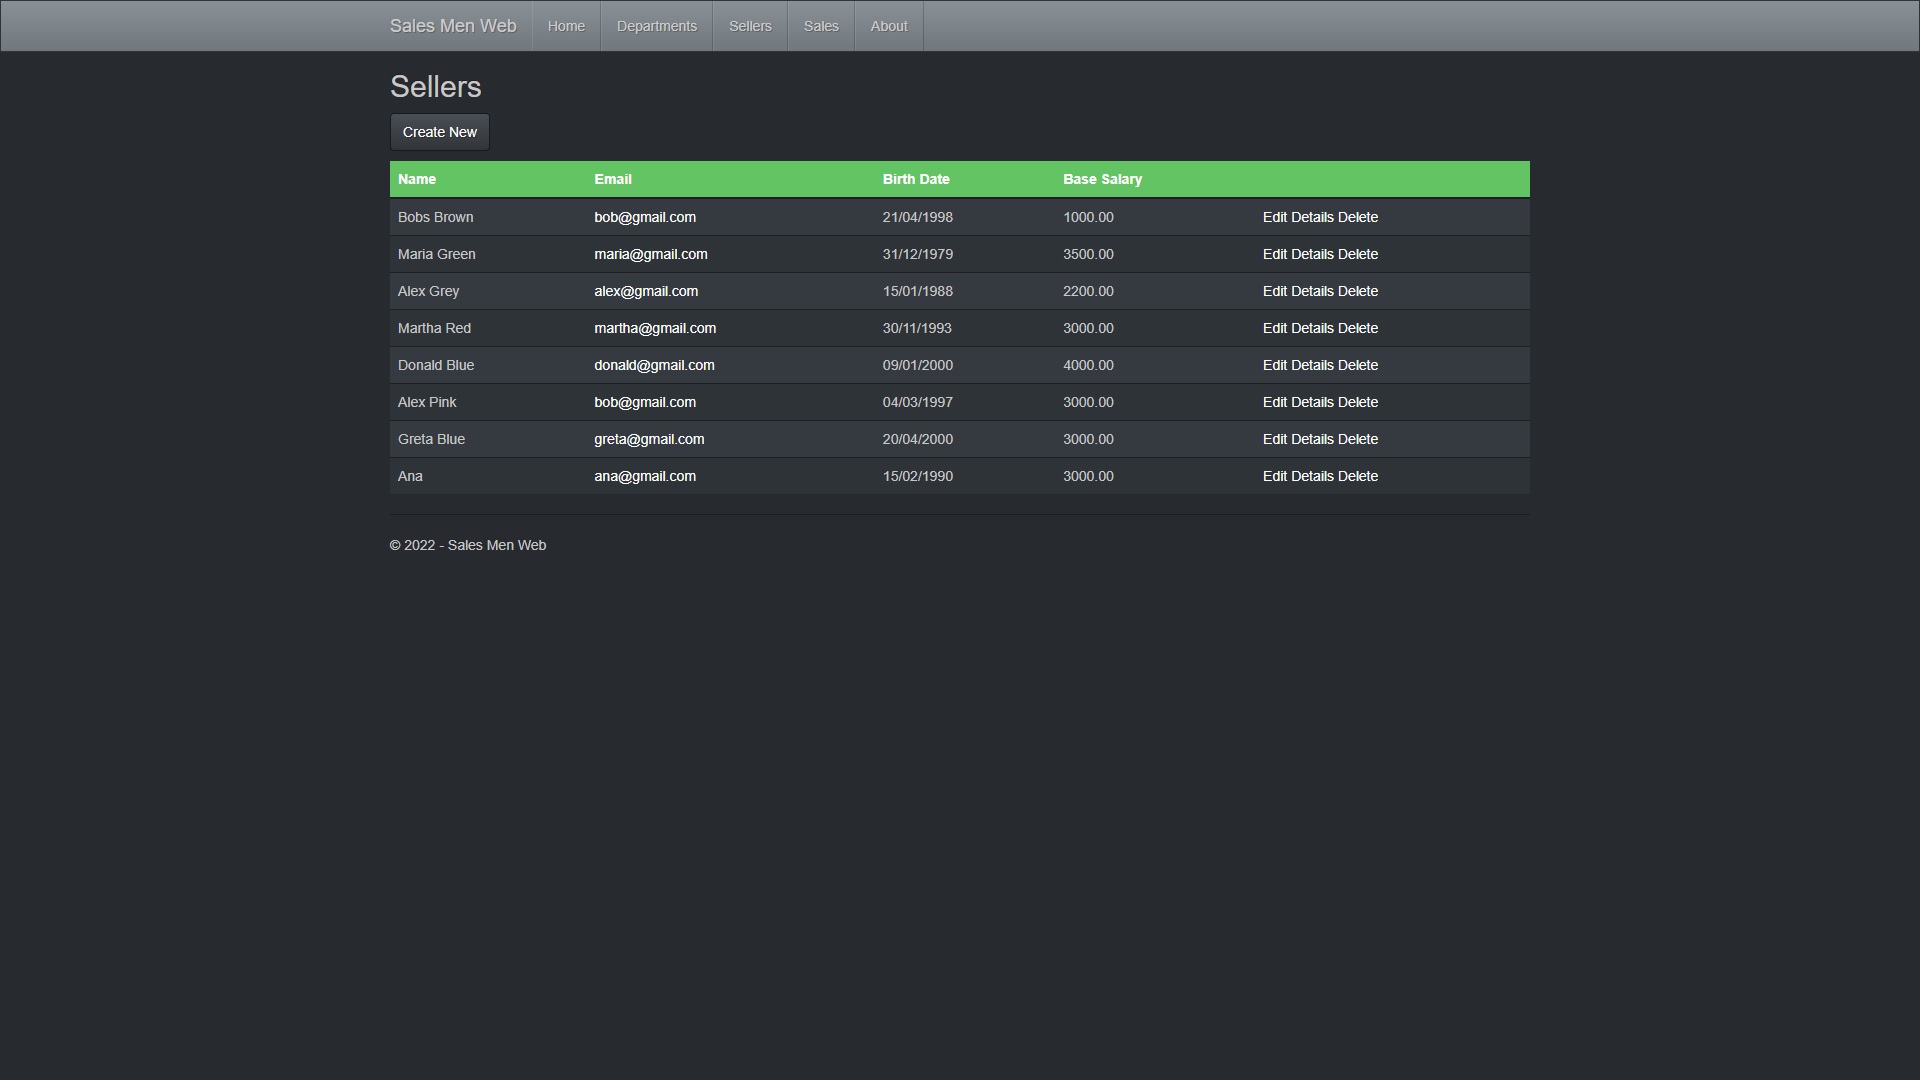 Sales Men Web Home Departments Sellers Sales About
Sellers
Create New
Name Email Birth Date Base Salary
Bobs Brown bob@gmail.com 21/04/1998 1000.00 Edit Details Delete
Maria Green maria@gmail.com 31/12/1979 3500.00 Edit Details Delete
Alex Grey alex@gmail.com 15/01/1988 2200.00 Edit Details Delete
Martha Red martha@gmail.com 30/11/1993 3000.00 Edit Details Delete
Donald Blue donald@gmail.com 09/01/2000 4000.00 Edit Details Delete
Alex Pink bob@gmail.com 04/03/1997 3000.00 Edit Details Delete
Greta Blue greta@gmail.com 20/04/2000 3000.00 Edit Details Delete
Ana ana@gmail.com 15/02/1990 3000.00 Edit Details Delete
© 2022 - Sales Men Web